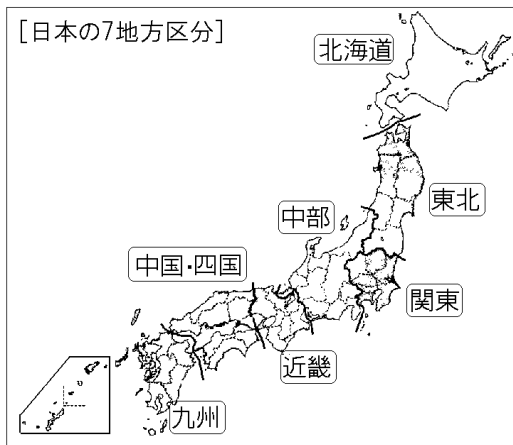 [日本の7地方区分]
北海道
東北
中部
中国・四国
関東
近畿
九州